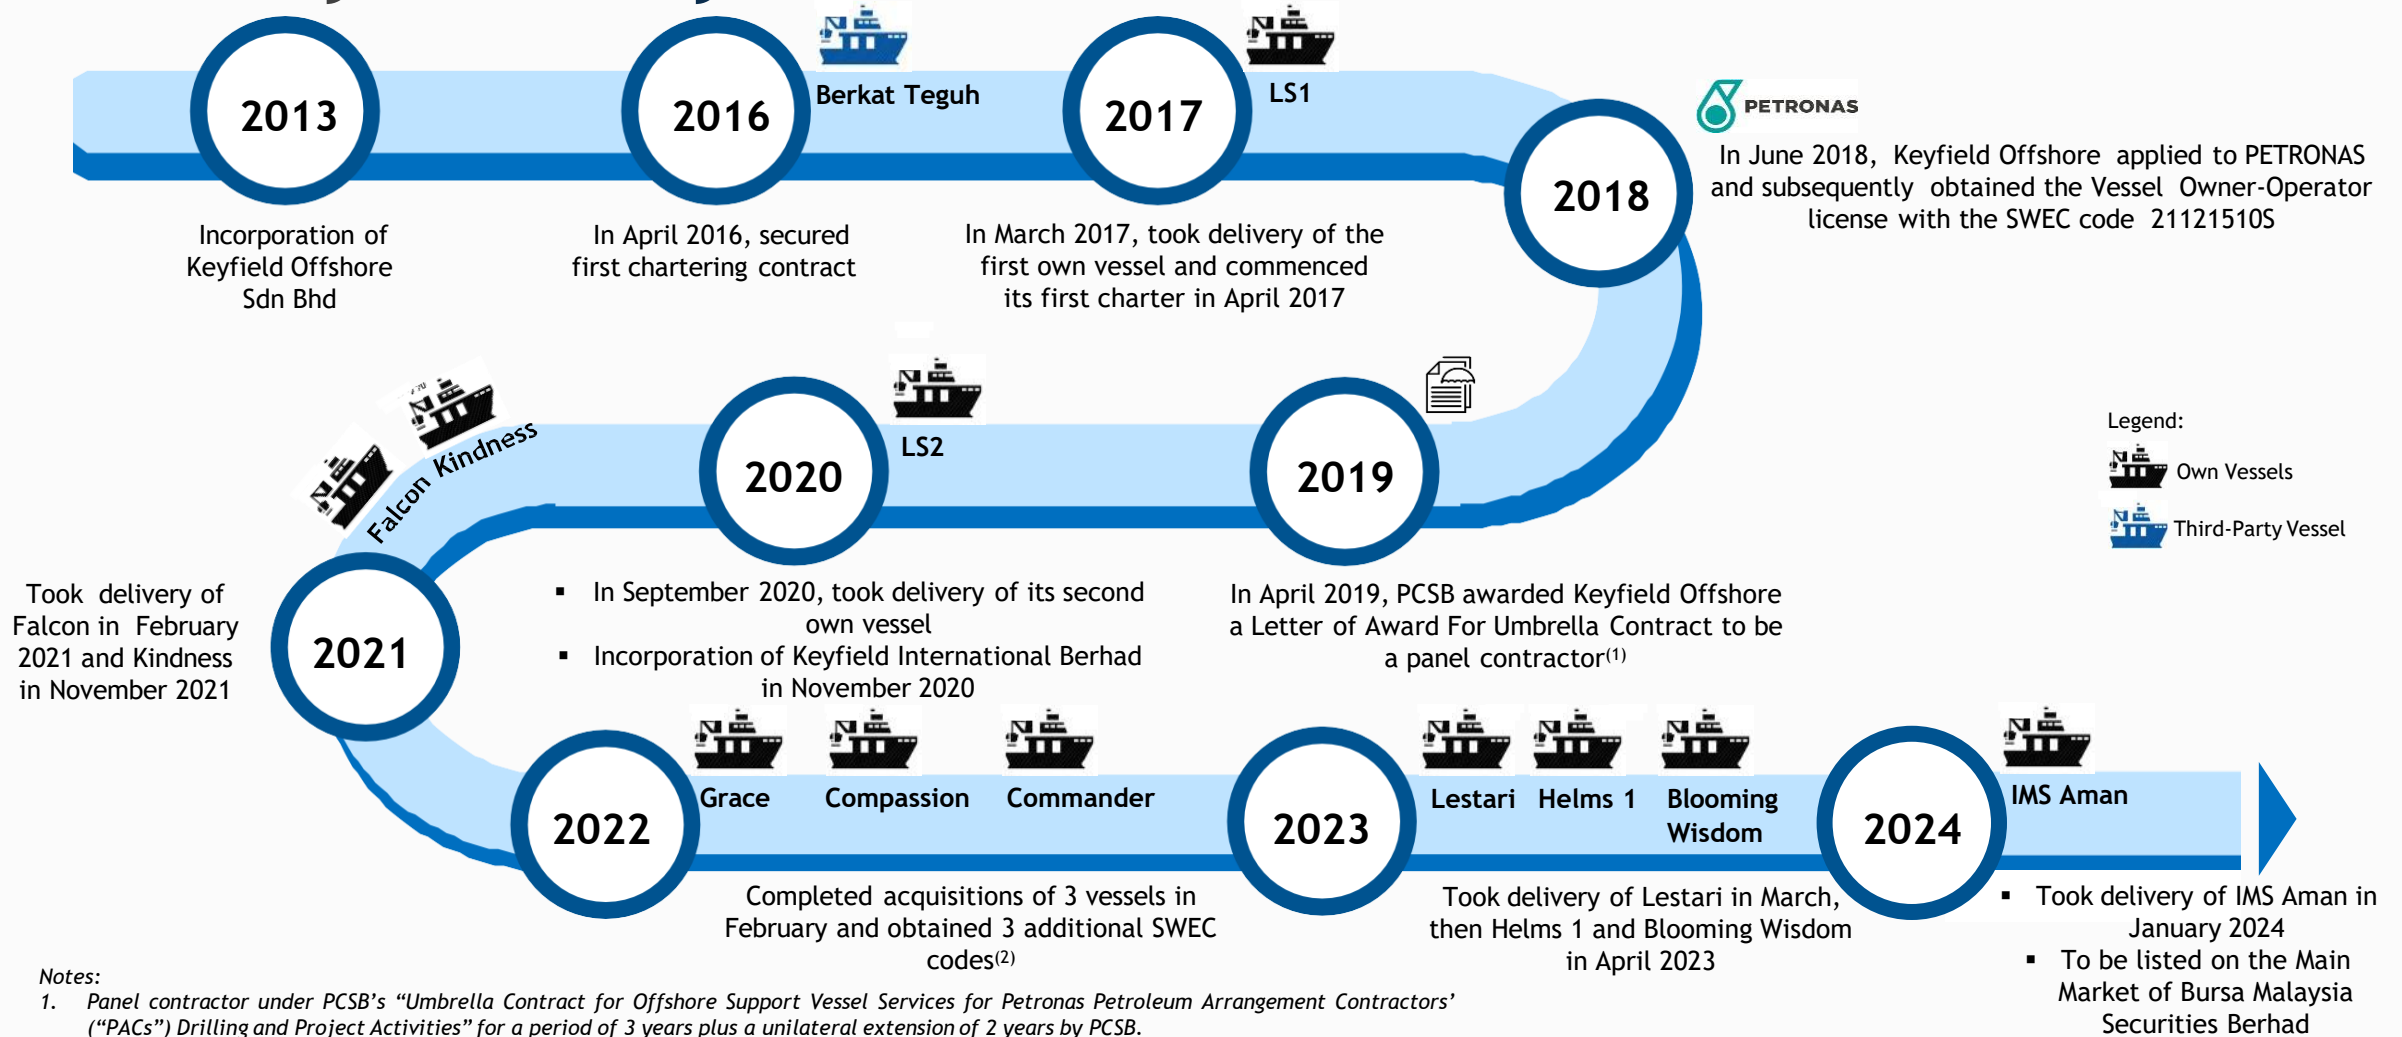 2013
2016
Berkat Teguh
2017
LS1
2018
PETRONAS
In June 2018, Keyfield Offshore applied to PETRONAS
and subsequently obtained the Vessel Owner-Operator
license with the SWEC code 21121510S
Incorporation of
Keyfield Offshore
Sdn Bhd
In April 2016, secured
first chartering contract
In March 2017, took delivery of the
first own vessel and commenced
its first charter in April 2017
Falcon
Kindness
2020
LS2
2019
Legend:
Own Vessels
Third-Party Vessel
Took delivery of
Falcon in February
2021 and Kindness
in November 2021
2021
▪ In September 2020, took delivery of its second
own vessel
▪ Incorporation of Keyfield International Berhad
in November 2020
In April 2019, PCSB awarded Keyfield Offshore
a Letter of Award For Umbrella Contract to be
a panel contractor(1)
2022
Grace
Compassion
Commander
2023
Lestari
Helms 1
Blooming
Wisdom
2024
IMS Aman
Completed acquisitions of 3 vessels in
February and obtained 3 additional SWEC
codes(2)
Took delivery of Lestari in March,
then Helms 1 and Blooming Wisdom
in April 2023
▪ Took delivery of IMS Aman in
January 2024
▪ To be listed on the Main
Market of Bursa Malaysia
Securities Berhad
Notes:
1. Panel contractor under PCSB's “Umbrella Contract for Offshore Support Vessel Services for Petronas Petroleum Arrangement Contractors’
(“PACs”) Drilling and Project Activities” for a period of 3 years plus a unilateral extension of 2 years by PCSB.